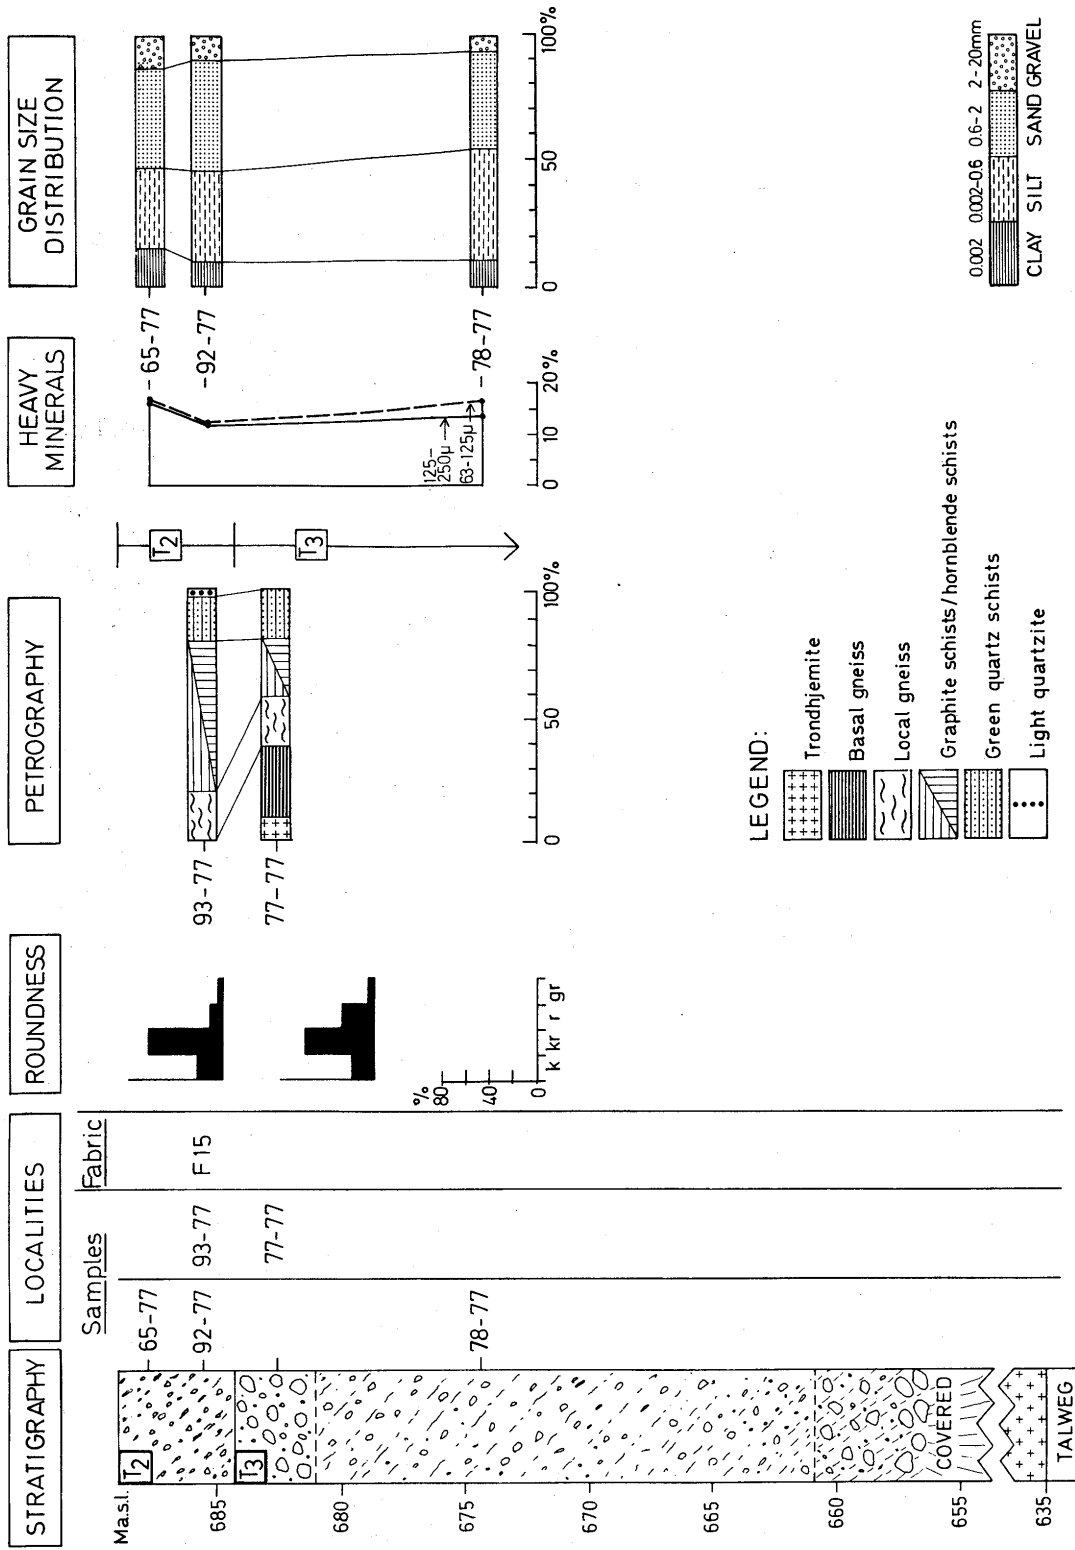 STRATIGRAPHY
LOCALITIES
ROUNDNESS
PETROGRAPHY
HEAVY
MINERALS
GRAIN SIZE
DISTRIBUTION
Samples
Fabric
M.a.s.l.
685
680
675
670
665
660
655
635
T2
T3
COVERED
TALWEG
65-77
92-77
78-77
93-77
77-77
F15
%
80
40
0
k kr r gr
93-77
77-77
0
50
100%
T2
T3
125-
250µ
63-125µ
0
10
20%
65-77
92-77
78-77
0
50
100%
LEGEND:
Trondhjemite
Basal gneiss
Local gneiss
Graphite schists/hornblende schists
Green quartz schists
Light quartzite
0.002 0.002-0.6 0.6-2 2-20mm
CLAY SILT SAND GRAVEL